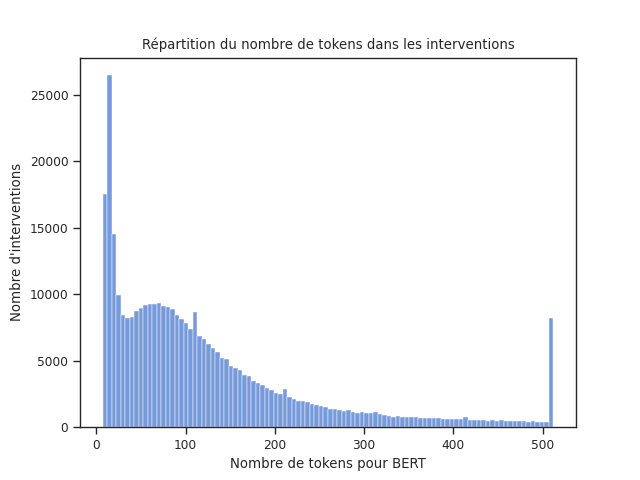 Répartition du nombre de tokens dans les interventions
25000
20000
15000
10000
5000
0
Nombre d'interventions
0 100 200 300 400 500
Nombre de tokens pour BERT